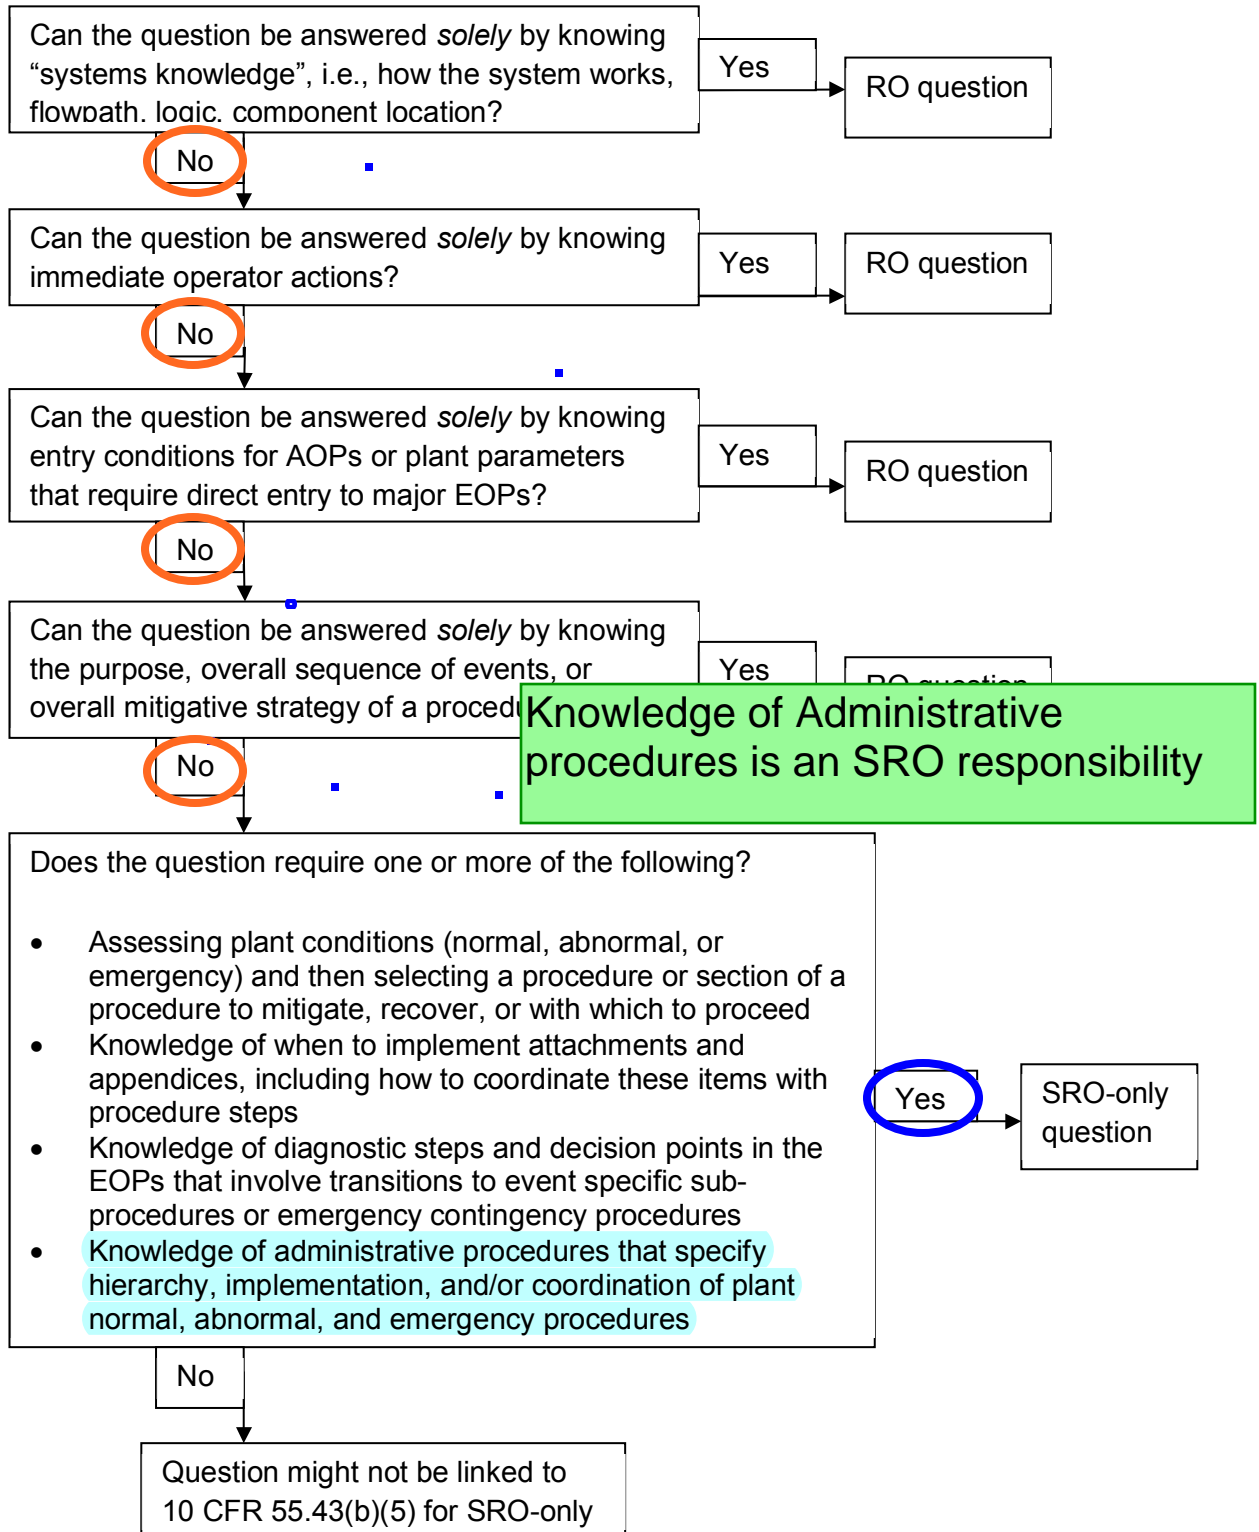 Can the question be answered solely by knowing
“systems knowledge”, i.e., how the system works,
flowpath, logic, component location?
Yes
RO question
No
Can the question be answered solely by knowing
immediate operator actions?
Yes
RO question
No
Can the question be answered solely by knowing
entry conditions for AOPs or plant parameters
that require direct entry to major EOPs?
Yes
RO question
No
Can the question be answered solely by knowing
the purpose, overall sequence of events, or
overall mitigative strategy of a procedu
Yes
RO question
Knowledge of Administrative
procedures is an SRO responsibility
No
Does the question require one or more of the following?
• Assessing plant conditions (normal, abnormal, or
emergency) and then selecting a procedure or section of a
procedure to mitigate, recover, or with which to proceed
• Knowledge of when to implement attachments and
appendices, including how to coordinate these items with
procedure steps
• Knowledge of diagnostic steps and decision points in the
EOPs that involve transitions to event specific sub-
procedures or emergency contingency procedures
• Knowledge of administrative procedures that specify
hierarchy, implementation, and/or coordination of plant
normal, abnormal, and emergency procedures
Yes
SRO-only
question
No
Question might not be linked to
10 CFR 55.43(b)(5) for SRO-only